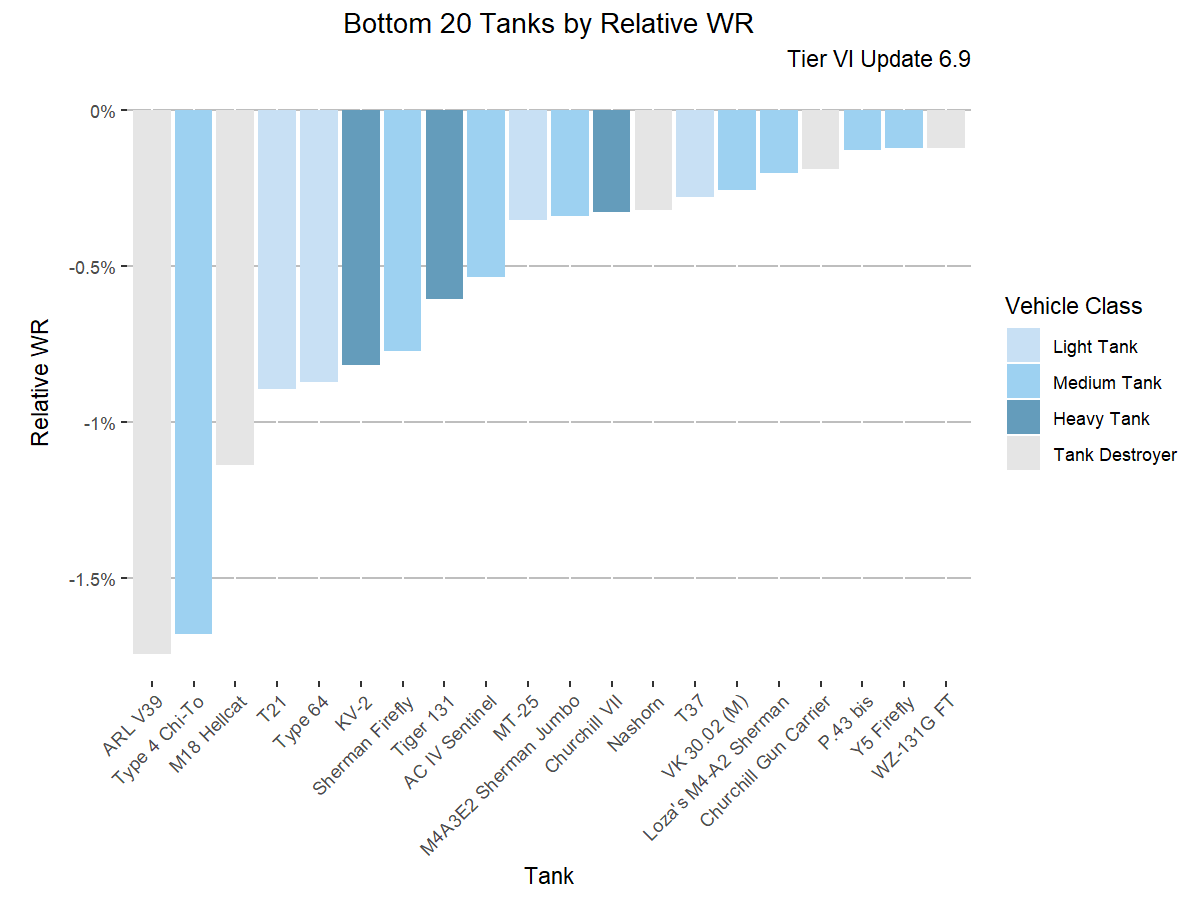 Bottom 20 Tanks by Relative WR
Tier VI Update 6.9
0%
-0.5%
-1%
-1.5%
Relative WR
ARL V39
Type 4 Chi-To
M18 Hellcat
T21
Type 64
KV-2
Sherman Firefly
Tiger 131
AC IV Sentinel
MT-25
M4A3E2 Sherman Jumbo
Churchill VII
Nashorn
T37
VK 30.02 (M)
Loza's M4-A2 Sherman
Churchill Gun Carrier
P.43 bis
Y5 Firefly
WZ-131G FT
Tank
Vehicle Class
Light Tank
Medium Tank
Heavy Tank
Tank Destroyer